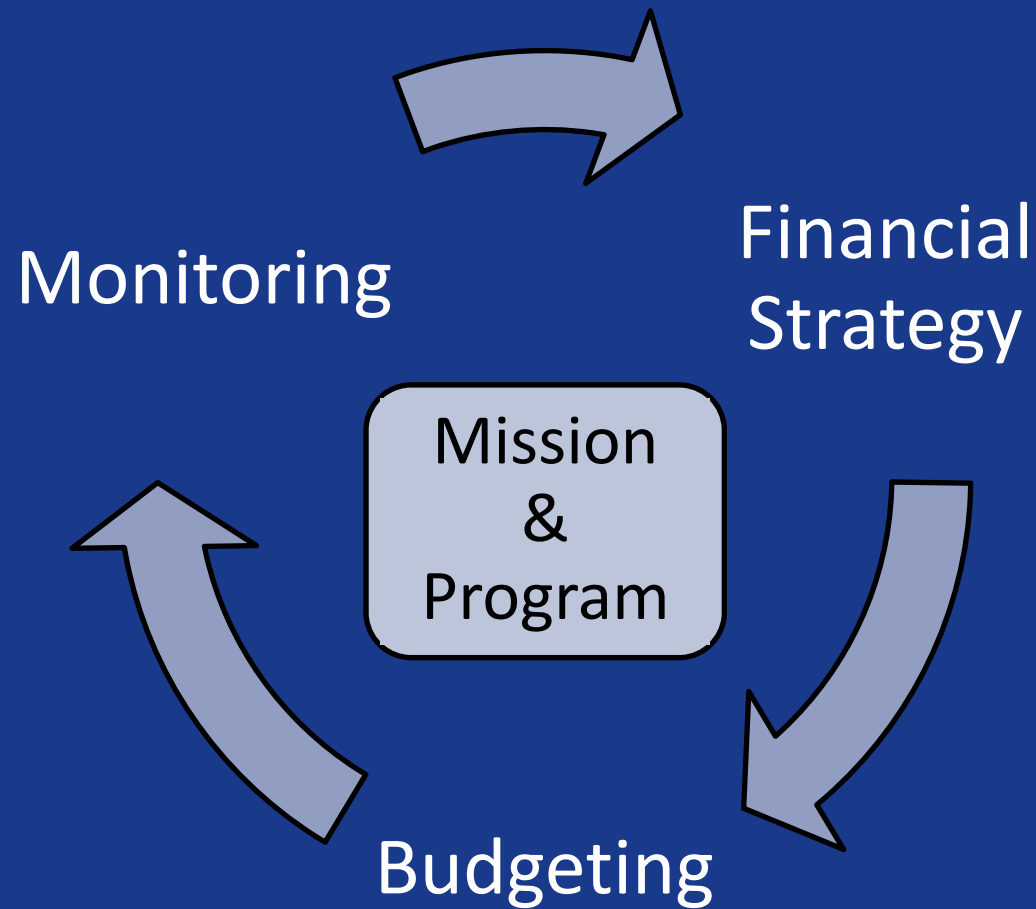 Monitoring
Financial
Strategy
Mission
&
Program
Budgeting